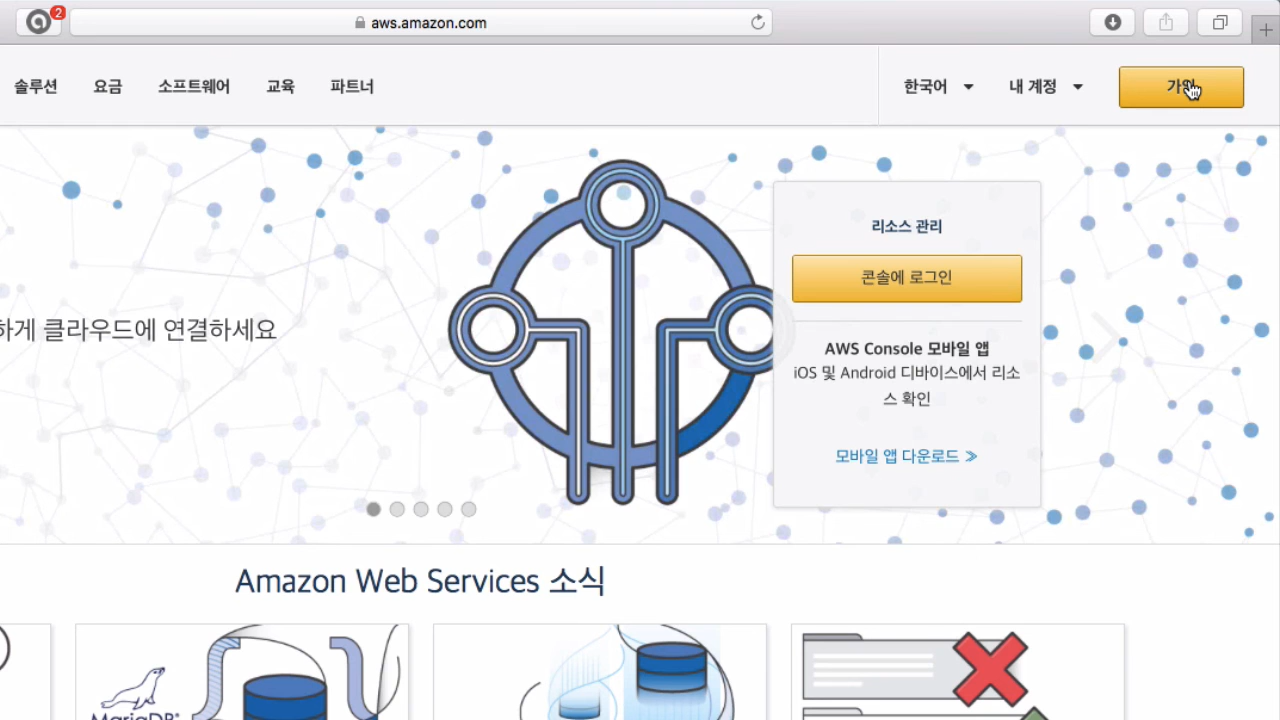 2
aws.amazon.com
솔루션 요금 소프트웨어 교육 파트너 한국어 내 계정
리소스 관리
콘솔에 로그인
하게 클라우드에 연결하세요
AWS Console 모바일 앱
iOS 및 Android 디바이스에서 리소
스 확인
모바일 앱 다운로드 ≫
Amazon Web Services 소식
MariaDB